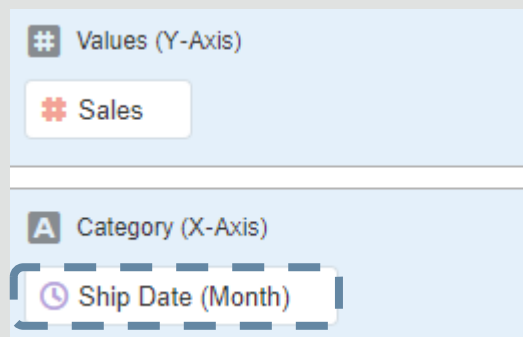 # Values (Y-Axis)
# Sales
A Category (X-Axis)
Ship Date (Month)